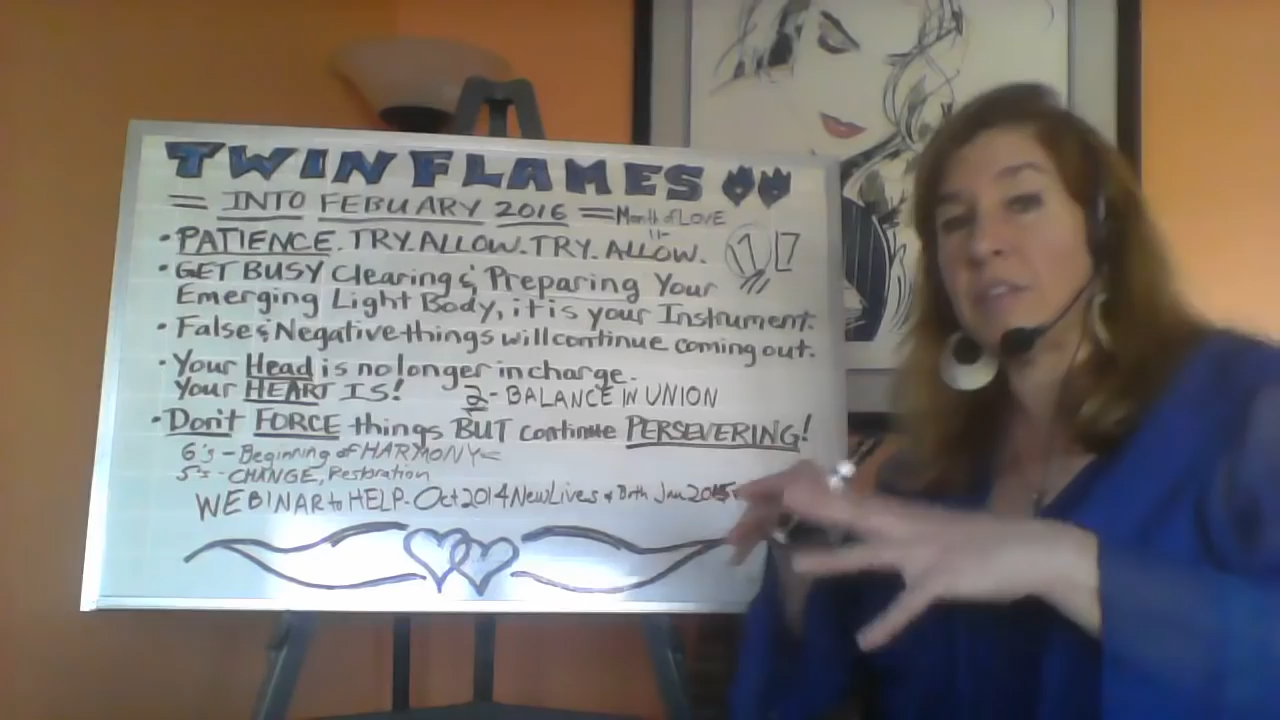 TWIN FLAMES
= INTO FEBUARY 2016 = Month of LOVE
• PATIENCE. TRY. ALLOW. TRY. ALLOW.
• GET BUSY Clearing & Preparing Your
Emerging Light Body, it is your Instrument.
• False & Negative things will continue coming out.
• Your Head is no longer in charge.
Your HEART IS! 2 - BALANCE IN UNION
• Don't FORCE things BUT continue PERSEVERING!
6's - Beginning of HARMONY
5's - CHANGE, Restoration
WEBINAR to HELP - Oct 2014 New Lives & Both Jan 2015